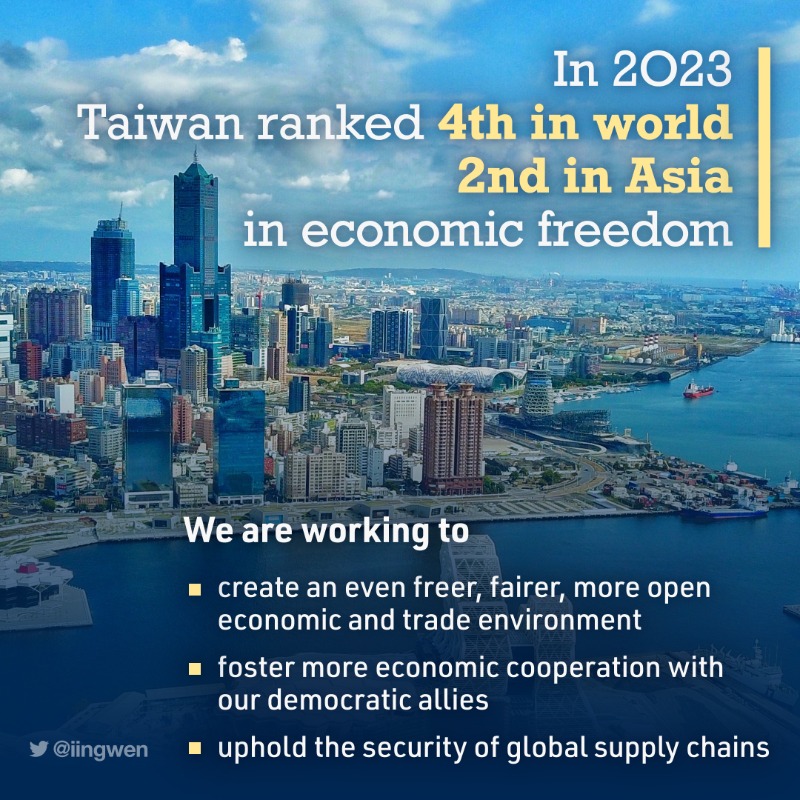 In 2023
Taiwan ranked 4th in world
2nd in Asia
in economic freedom
We are working to
create an even freer, fairer, more open
economic and trade environment
foster more economic cooperation with
our democratic allies
uphold the security of global supply chains
@iingwen